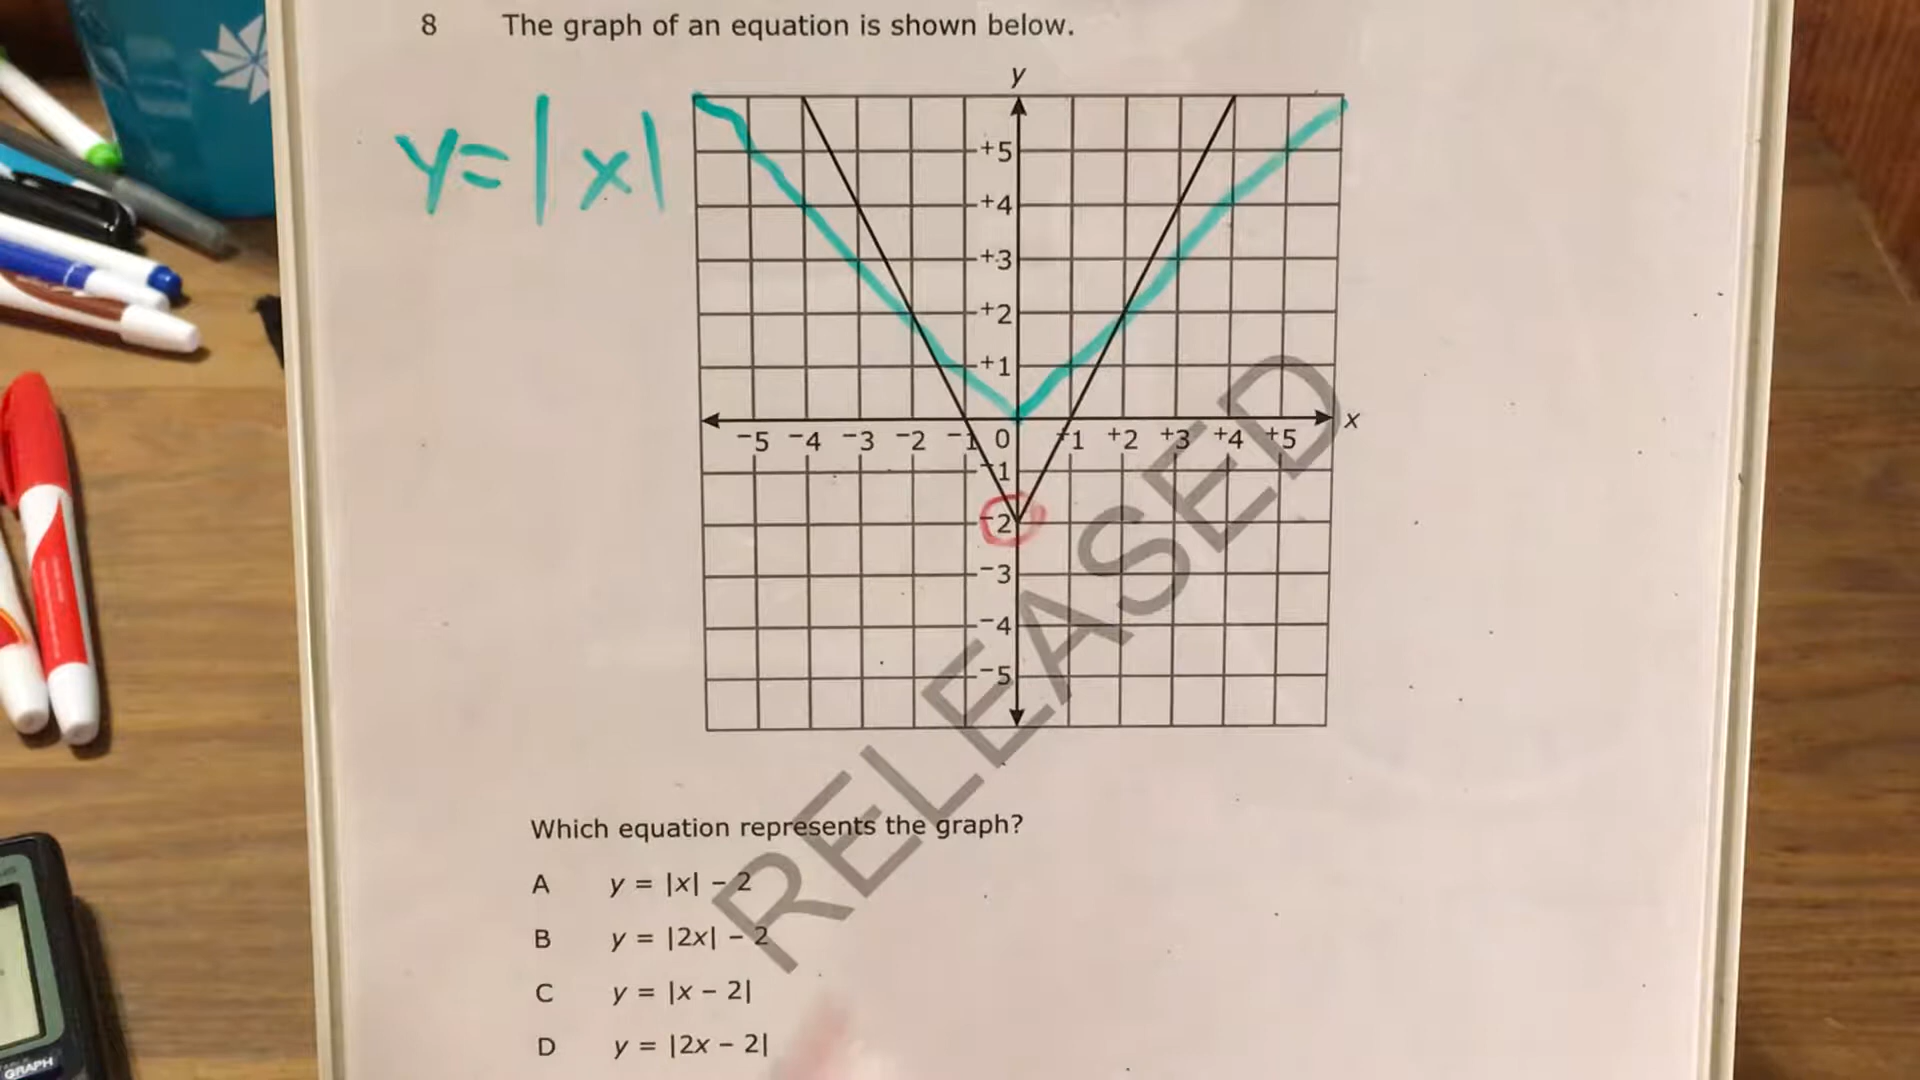 8 The graph of an equation is shown below.
y
y=|x|
+5
+4
+3
+2
+1
−5 −4 −3 −2 −1 0 +1 +2 +3 +4 +5 x
−1
−2
−3
−4
−5
RELEASED
Which equation represents the graph?
A y = |x| − 2
B y = |2x| − 2
C y = |x − 2|
D y = |2x − 2|
GRAPH